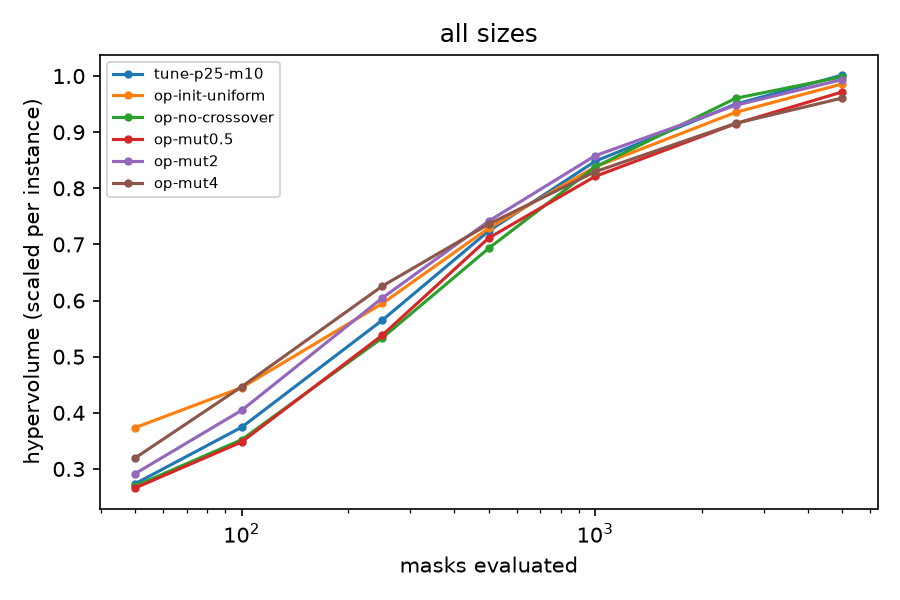 all sizes
hypervolume (scaled per instance)
1.0
0.9
0.8
0.7
0.6
0.5
0.4
0.3
tune-p25-m10
op-init-uniform
op-no-crossover
op-mut0.5
op-mut2
op-mut4
10²
10³
masks evaluated